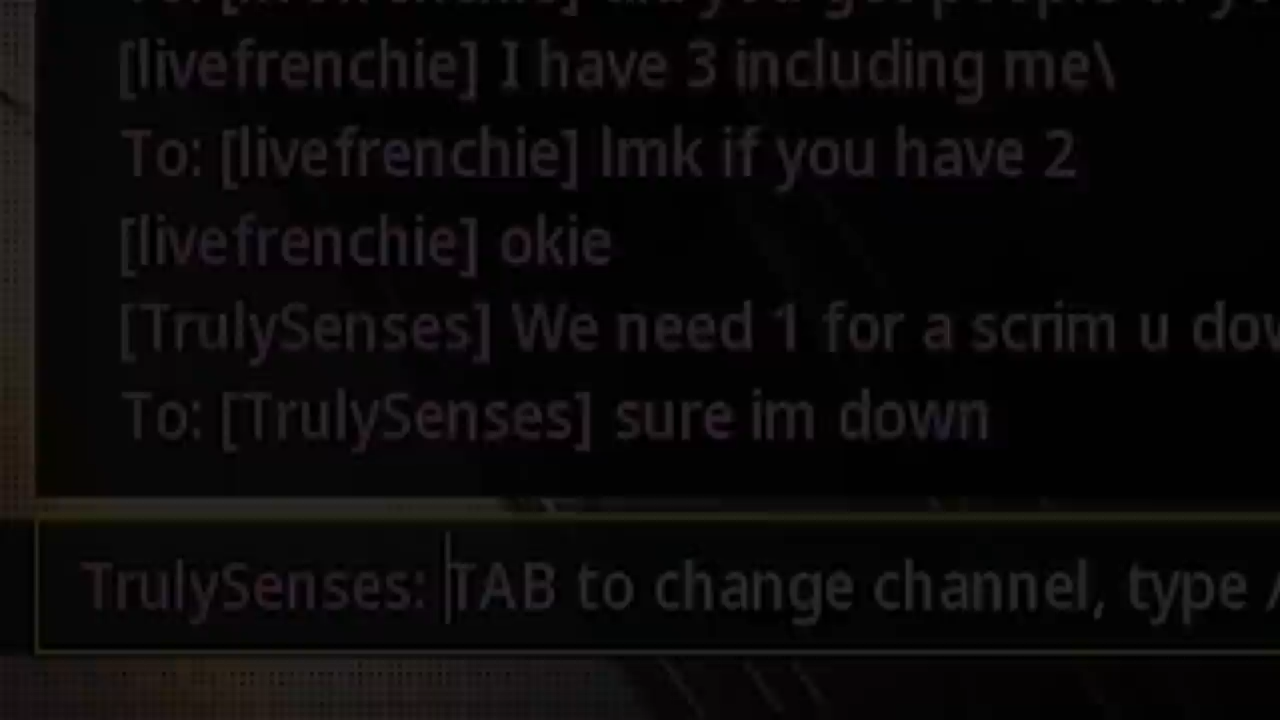 [livefrenchie] I have 3 including me\
To: [livefrenchie] lmk if you have 2
[livefrenchie] okie
[TrulySenses] We need 1 for a scrim u
To: [TrulySenses] sure im down
TrulySenses: TAB to change channel, type